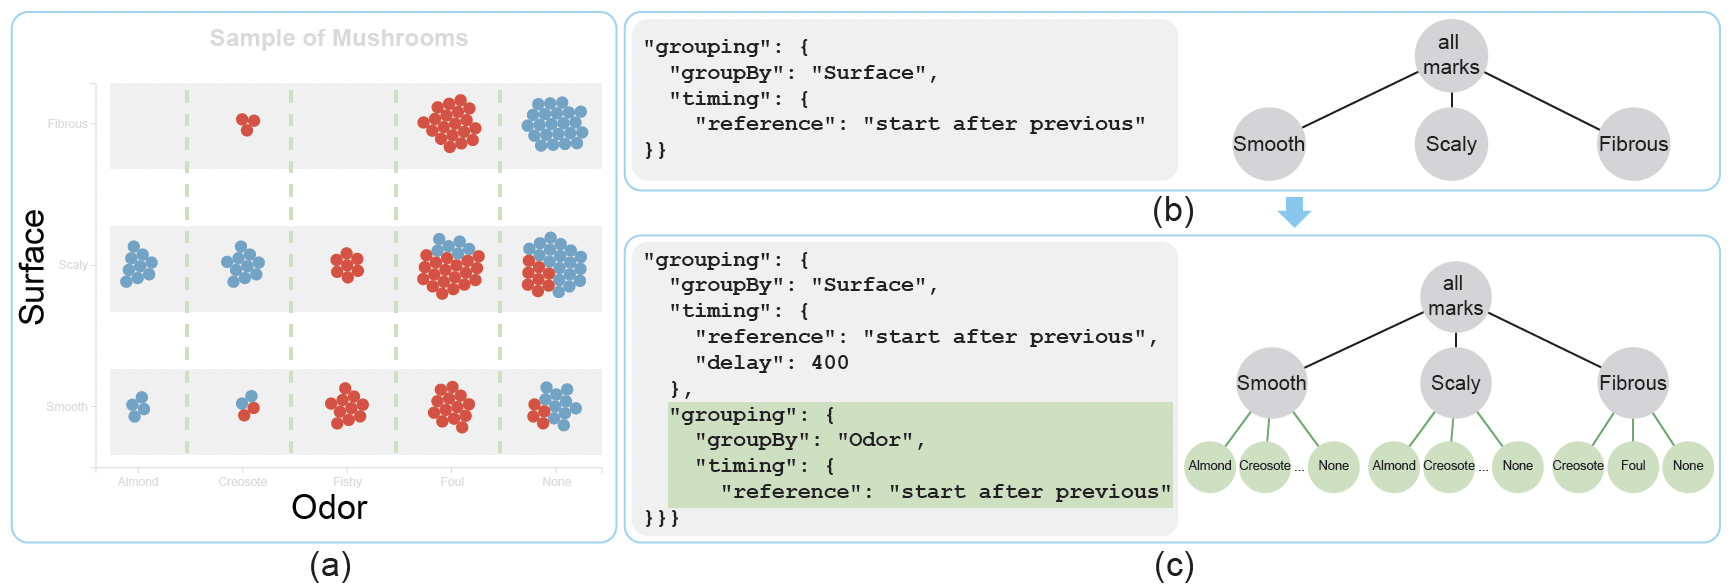 Sample of Mushrooms
Fibrous
Scaly
Smooth
Surface
Almond
Creosote
Fishy
Foul
None
Odor
(a)
"grouping": {
"groupBy": "Surface",
"timing": {
"reference": "start after previous"
}}
all
marks
Smooth
Scaly
Fibrous
(b)
"grouping": {
"groupBy": "Surface",
"timing": {
"reference": "start after previous",
"delay": 400
},
"grouping": {
"groupBy": "Odor",
"timing": {
"reference": "start after previous"
}}}
all
marks
Smooth
Scaly
Fibrous
Almond
Creosote
...
None
Almond
Creosote
...
None
Creosote
Foul
None
(c)